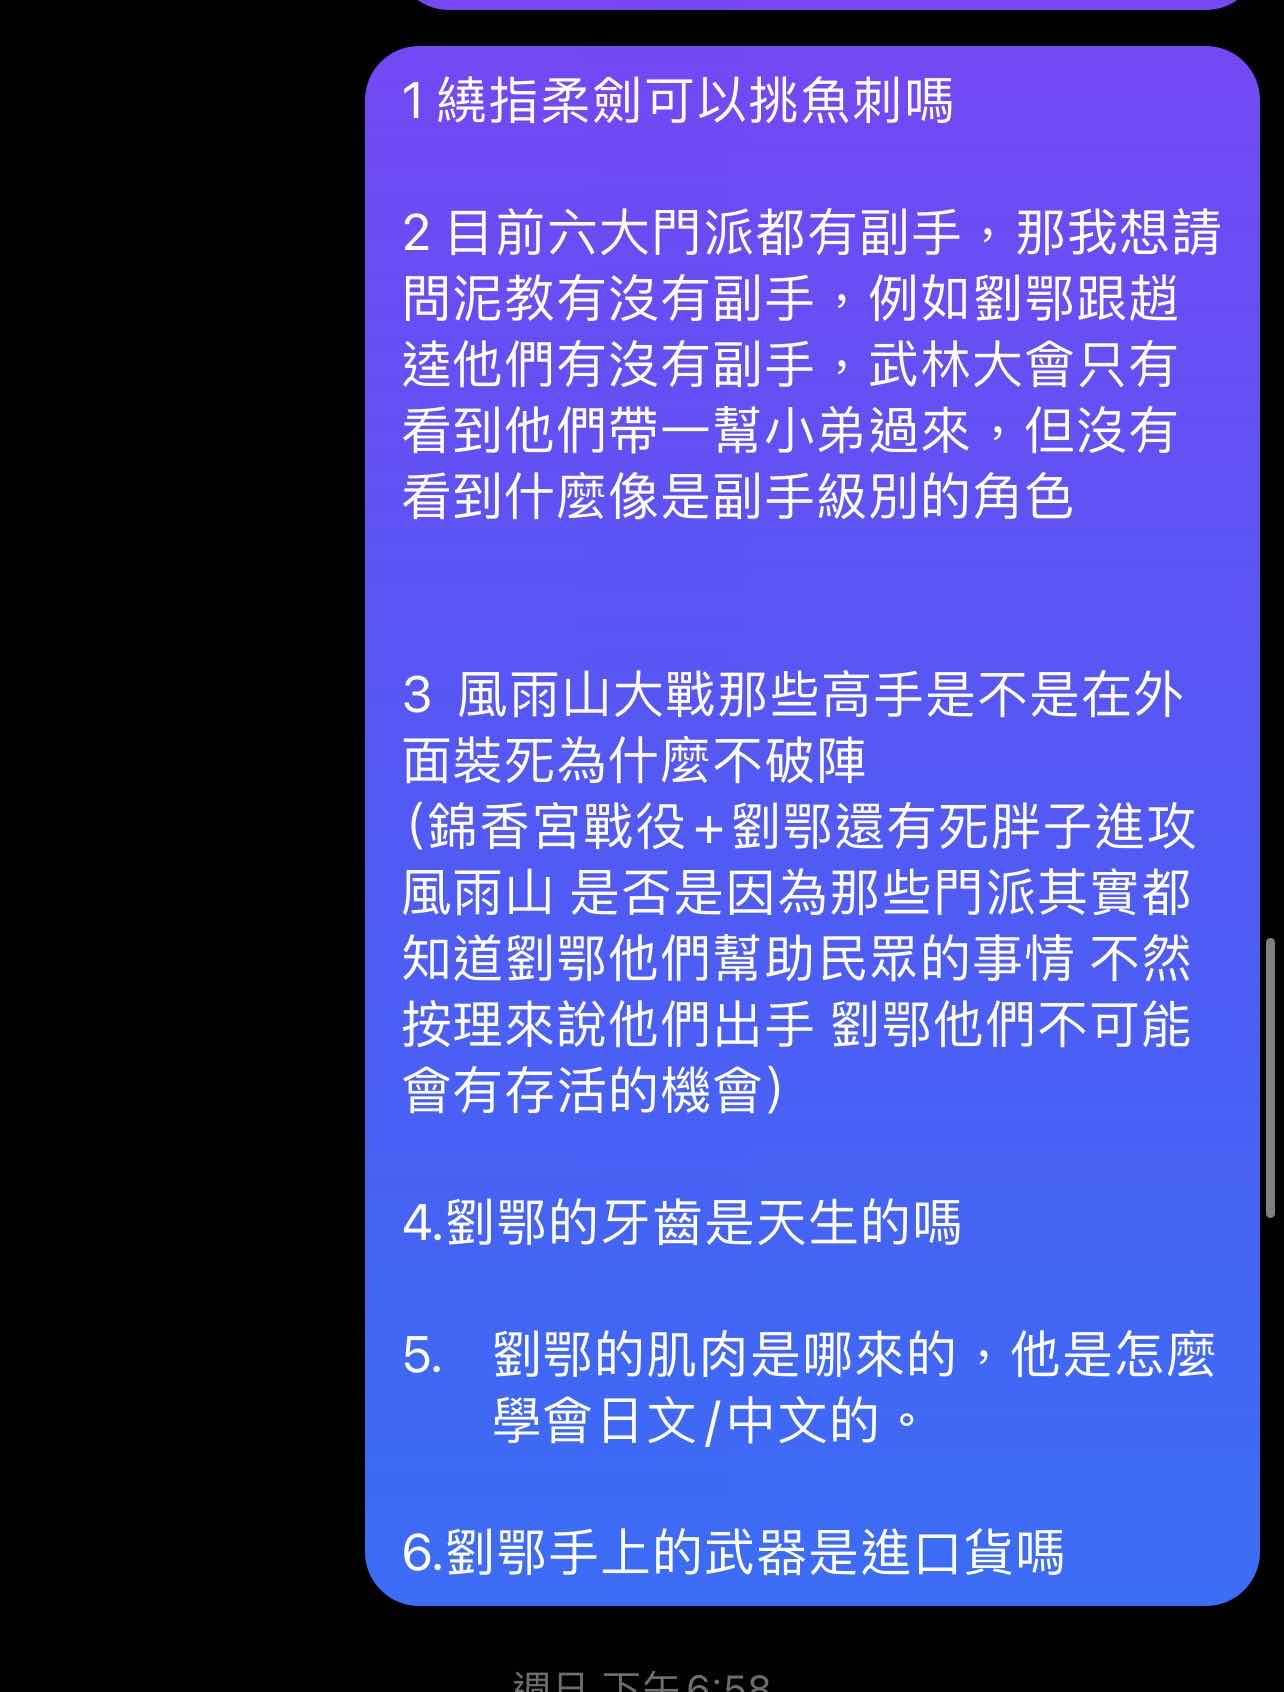 1 繞指柔劍可以挑魚刺嗎
2 目前六大門派都有副手，那我想請
問泥教有沒有副手，例如劉鄂跟趙
逵他們有沒有副手，武林大會只有
看到他們帶一幫小弟過來，但沒有
看到什麼像是副手級別的角色
3 風雨山大戰那些高手是不是在外
面裝死為什麼不破陣
（錦香宮戰役+劉鄂還有死胖子進攻
風雨山 是否是因為那些門派其實都
知道劉鄂他們幫助民眾的事情 不然
按理來說他們出手 劉鄂他們不可能
會有存活的機會）
4.劉鄂的牙齒是天生的嗎
5. 劉鄂的肌肉是哪來的，他是怎麼
學會日文/中文的。
6.劉鄂手上的武器是進口貨嗎
週日 下午6:58